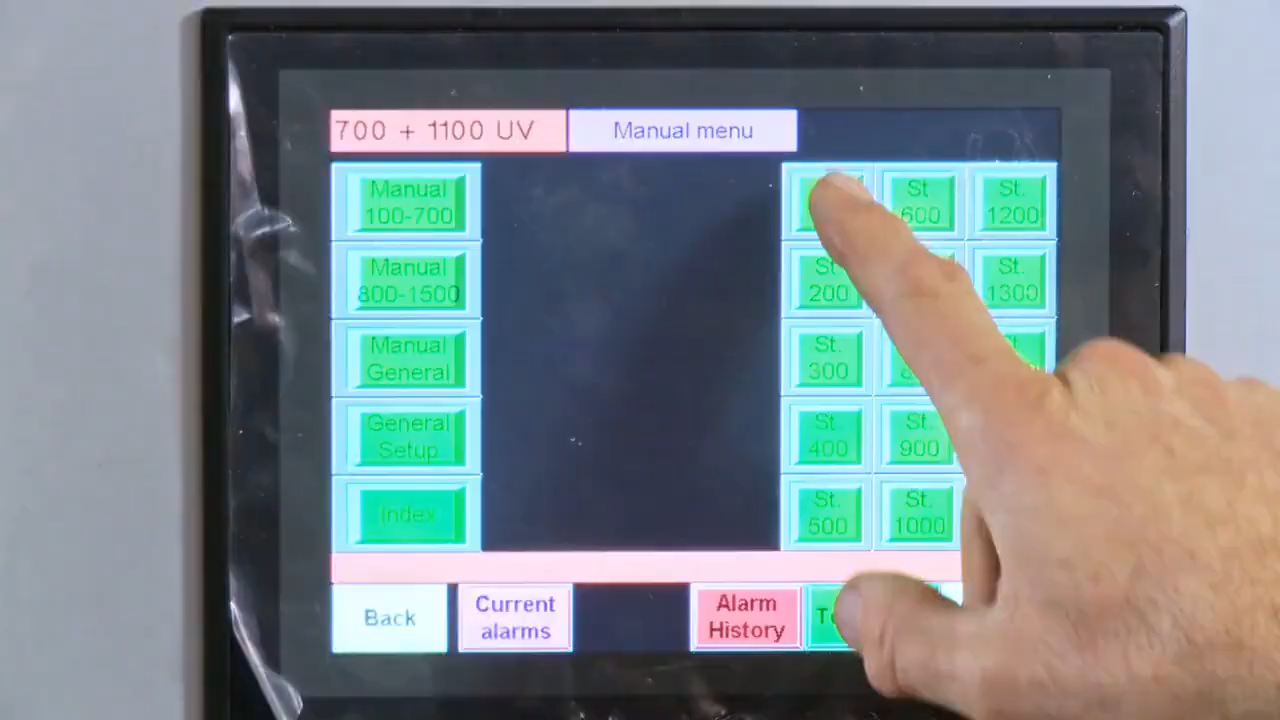 700 + 1100 UV
Manual menu
Manual
100-700
St
600
St.
1200
Manual
800-1500
St
200
St.
1300
Manual
General
St.
300
General
Setup
St.
400
St.
900
Index
St.
500
St.
1000
Back
Current
alarms
Alarm
History